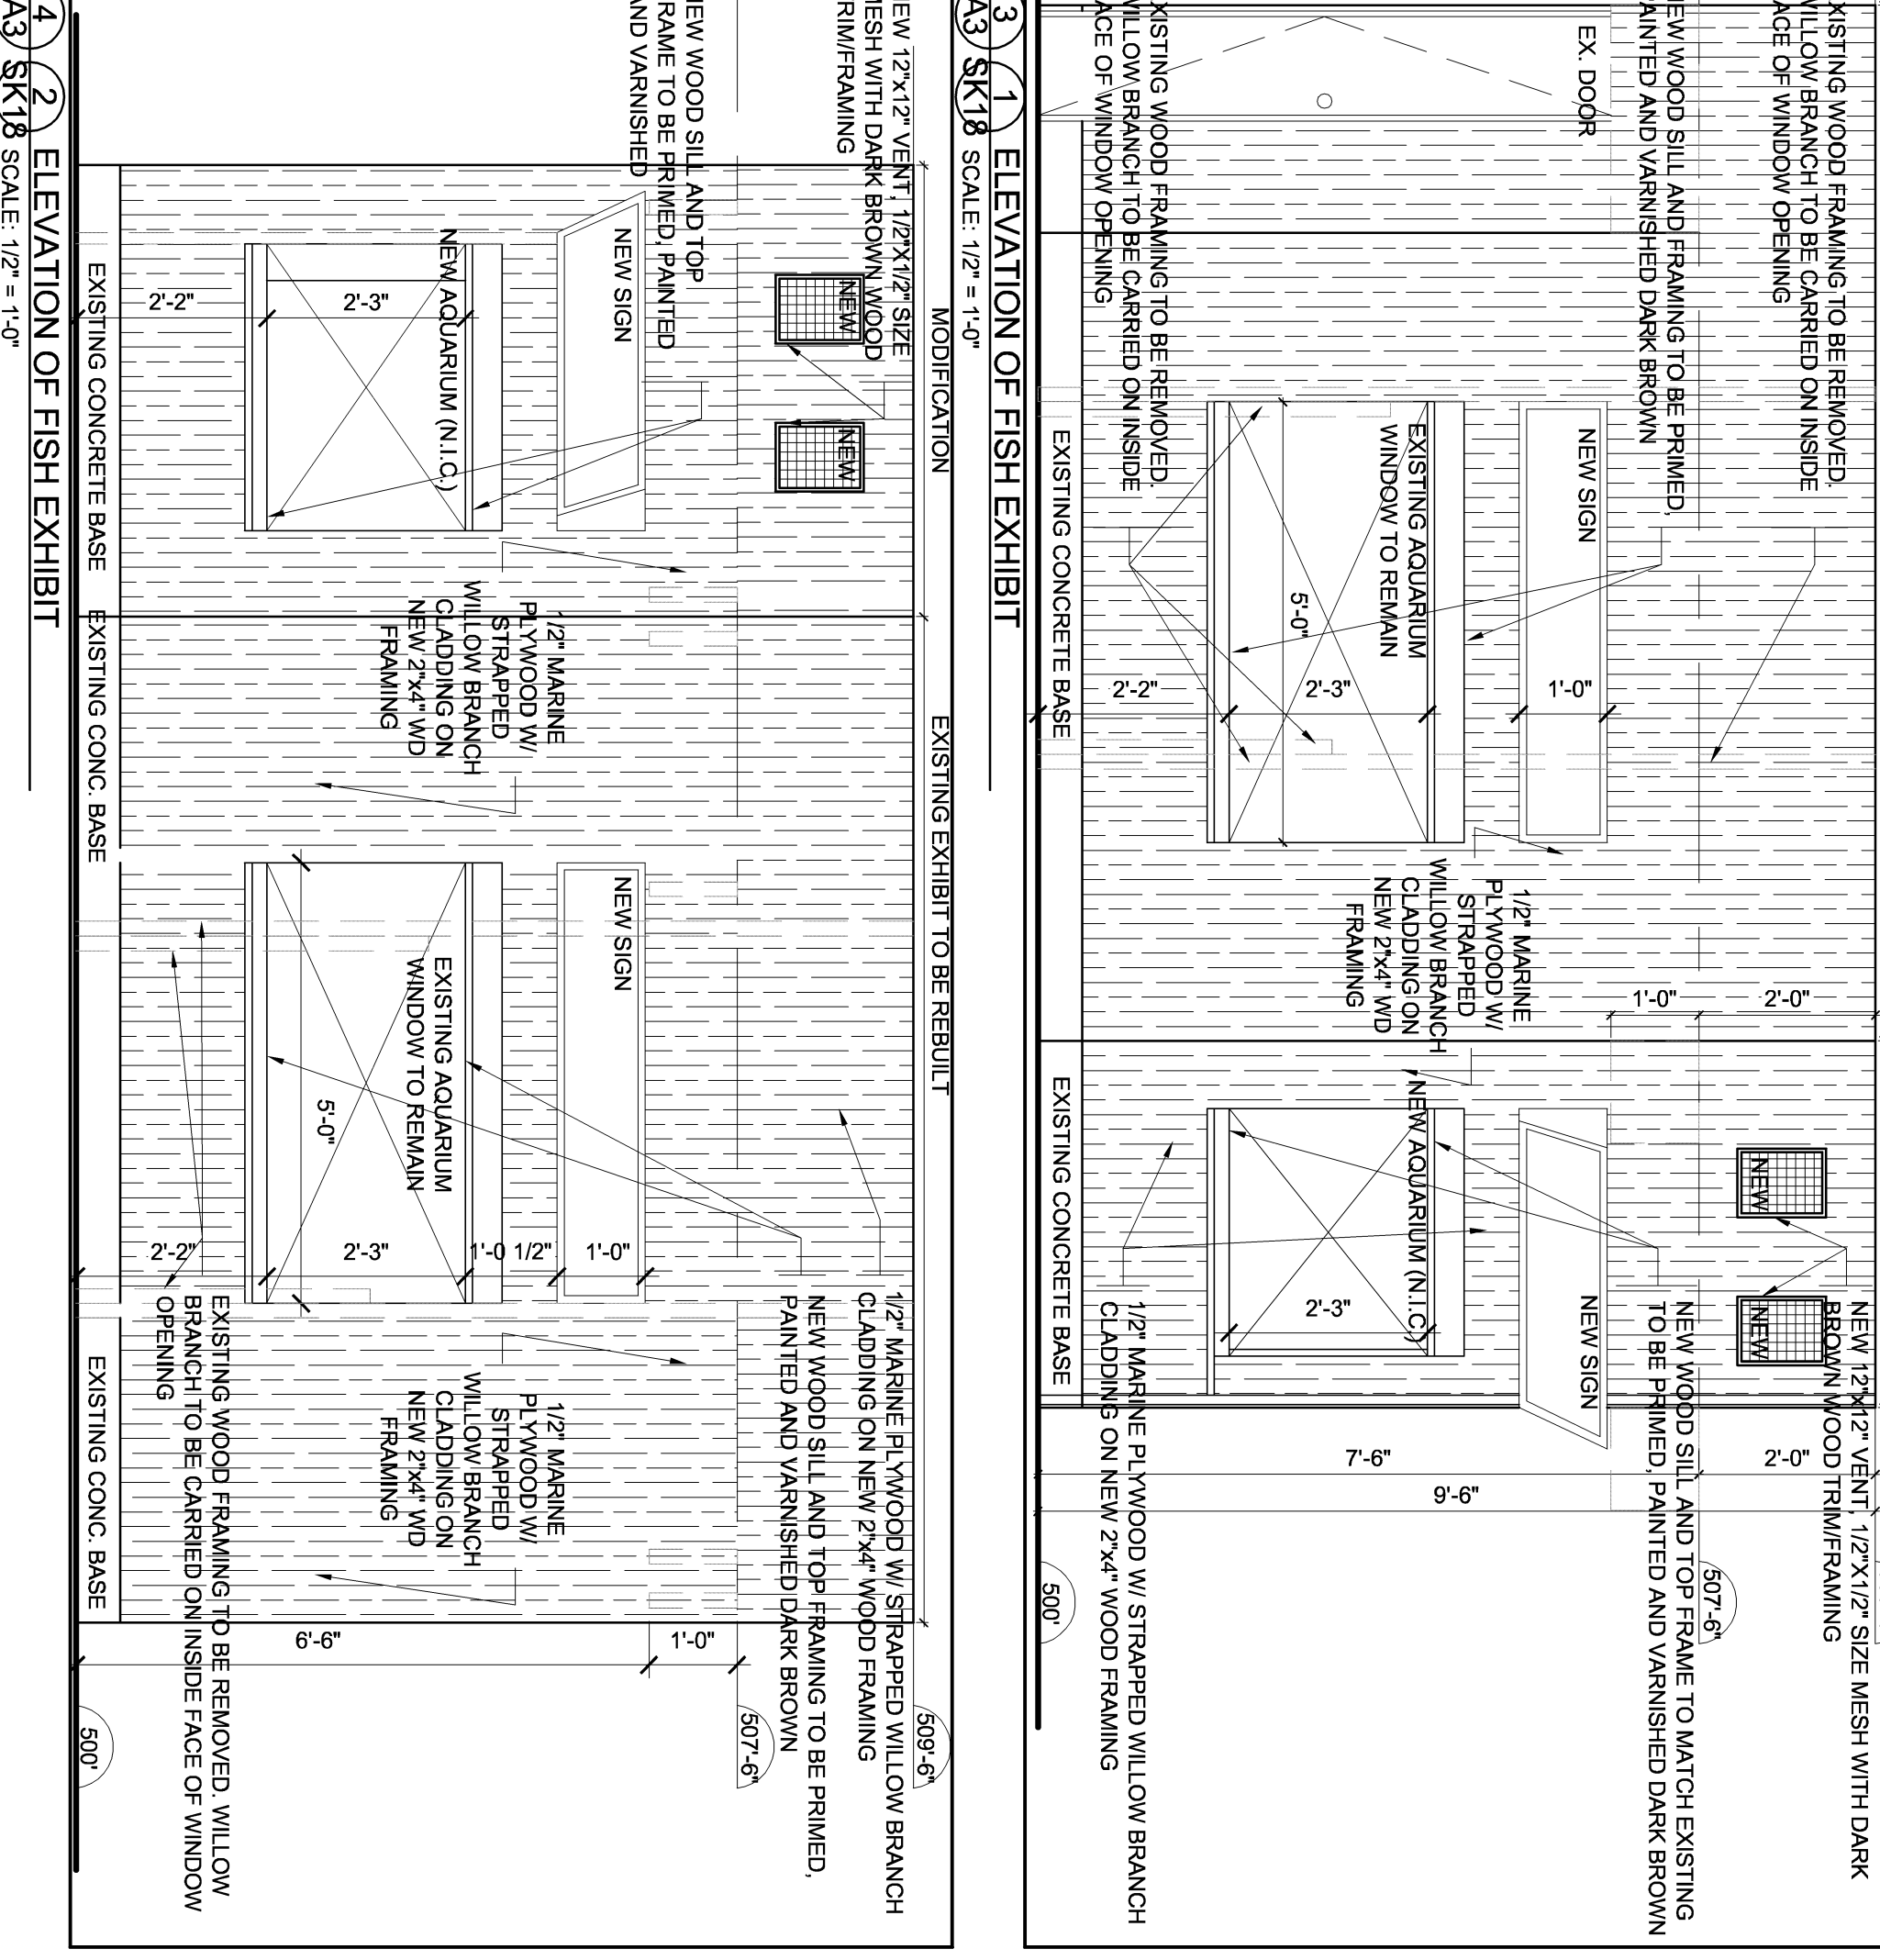 EXISTING WOOD FRAMING TO BE REMOVED.
WILLOW BRANCH TO BE CARRIED ON INSIDE
FACE OF WINDOW OPENING
NEW WOOD SILL AND FRAMING TO BE PRIMED,
PAINTED AND VARNISHED DARK BROWN
EX. DOOR
EXISTING WOOD FRAMING TO BE REMOVED.
WILLOW BRANCH TO BE CARRIED ON INSIDE
FACE OF WINDOW OPENING
NEW SIGN
EXISTING AQUARIUM
WINDOW TO REMAIN
5'-0"
1'-0"
2'-3"
2'-2"
EXISTING CONCRETE BASE
1/2" MARINE
PLYWOOD W/
STRAPPED
WILLOW BRANCH
CLADDING ON
NEW 2"x4" WD
FRAMING
2'-0"
1'-0"
NEW
NEW
NEW SIGN
NEW AQUARIUM (N.I.C.)
2'-3"
EXISTING CONCRETE BASE
NEW 12"x12" VENT, 1/2"X1/2" SIZE MESH WITH DARK
BROWN WOOD TRIM/FRAMING
NEW WOOD SILL AND TOP FRAME TO MATCH EXISTING
TO BE PRIMED, PAINTED AND VARNISHED DARK BROWN
1/2" MARINE PLYWOOD W/ STRAPPED WILLOW BRANCH
CLADDING ON NEW 2"x4" WOOD FRAMING
2'-0"
7'-6"
9'-6"
507'-6"
500'
3 1 ELEVATION OF FISH EXHIBIT
A3 SK18 SCALE: 1/2" = 1'-0"
MODIFICATION
EXISTING EXHIBIT TO BE REBUILT
NEW 12"x12" VENT, 1/2"X1/2" SIZE
MESH WITH DARK BROWN WOOD
TRIM/FRAMING
NEW WOOD SILL AND TOP
FRAME TO BE PRIMED, PAINTED
AND VARNISHED
NEW
NEW
NEW SIGN
NEW AQUARIUM (N.I.C.)
2'-3"
2'-2"
EXISTING CONCRETE BASE
1/2" MARINE
PLYWOOD W/
STRAPPED
WILLOW BRANCH
CLADDING ON
NEW 2"x4" WD
FRAMING
EXISTING CONC. BASE
NEW SIGN
EXISTING AQUARIUM
WINDOW TO REMAIN
5'-0"
1'-0"
1'-0 1/2"
2'-3"
2'-2"
1/2" MARINE PLYWOOD W/ STRAPPED WILLOW BRANCH
CLADDING ON NEW 2"x4" WOOD FRAMING
NEW WOOD SILL AND TOP FRAMING TO BE PRIMED,
PAINTED AND VARNISHED DARK BROWN
1/2" MARINE
PLYWOOD W/
STRAPPED
WILLOW BRANCH
CLADDING ON
NEW 2"x4" WD
FRAMING
EXISTING WOOD FRAMING TO BE REMOVED. WILLOW
BRANCH TO BE CARRIED ON INSIDE FACE OF WINDOW
OPENING
EXISTING CONC. BASE
1'-0"
6'-6"
509'-6"
507'-6"
500'
4 2 ELEVATION OF FISH EXHIBIT
A3 SK18 SCALE: 1/2" = 1'-0"